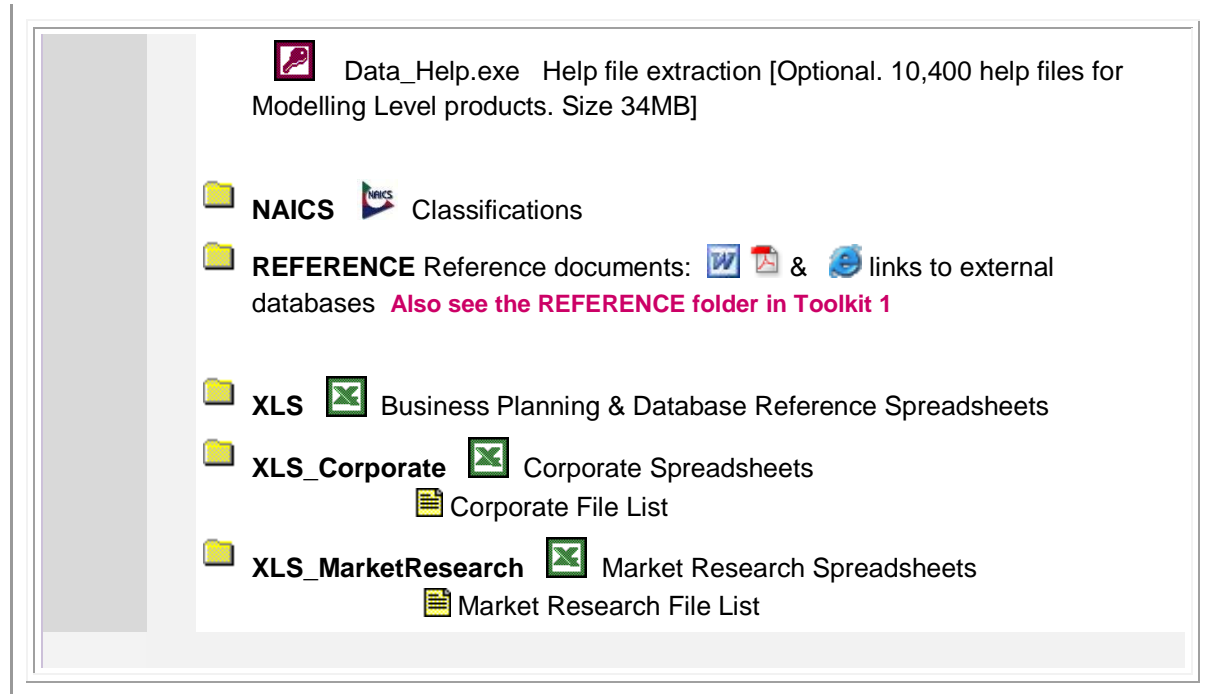 Data_Help.exe Help file extraction [Optional. 10,400 help files for
Modelling Level products. Size 34MB]
NAICS NAICS Classifications
REFERENCE Reference documents: W & links to external
databases Also see the REFERENCE folder in Toolkit 1
XLS Business Planning & Database Reference Spreadsheets
XLS_Corporate Corporate Spreadsheets
Corporate File List
XLS_MarketResearch Market Research Spreadsheets
Market Research File List